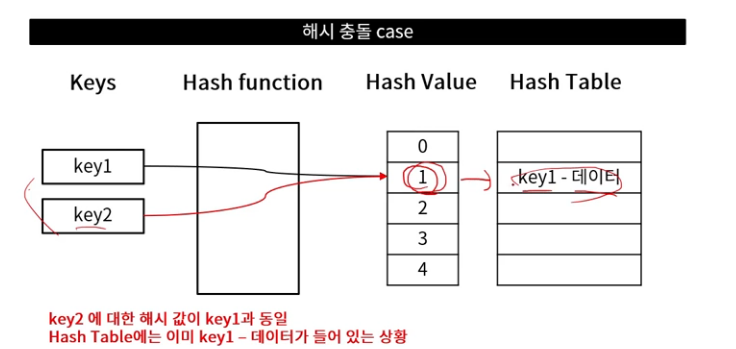 해시 충돌 case
Keys Hash function Hash Value Hash Table
0
key1 1 key1 - 데이터
key2 2
3
4
key2 에 대한 해시 값이 key1과 동일
Hash Table에는 이미 key1 – 데이터가 들어 있는 상황